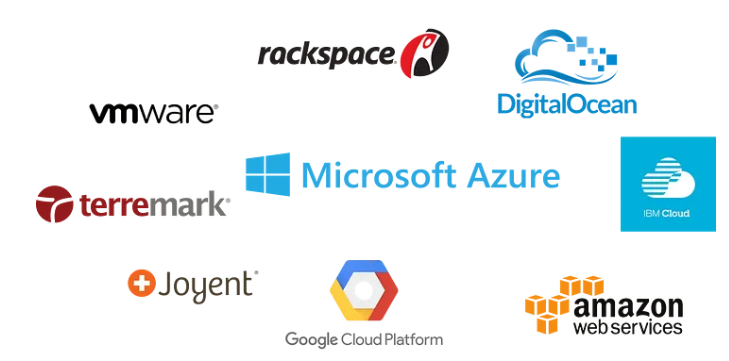 rackspace®
DigitalOcean
vmware®
Microsoft Azure
terremark®
IBM Cloud
Joyent®
Google Cloud Platform
amazon
web services